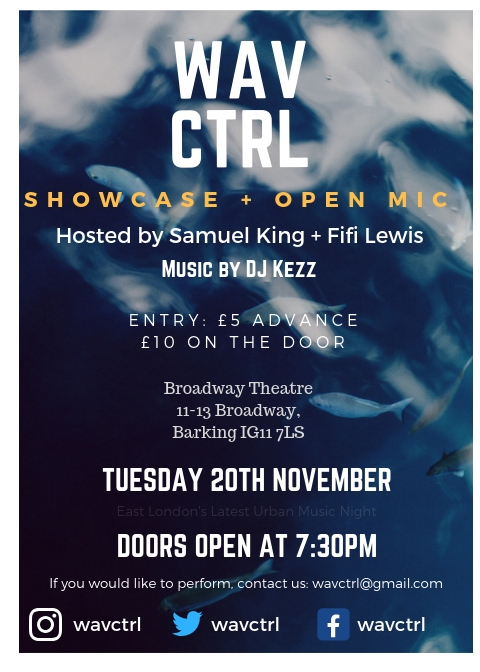 WAV
CTRL
SHOWCASE + OPEN MIC
Hosted by Samuel King + Fifi Lewis
MUSIC BY DJ KEZZ
ENTRY: £5 ADVANCE
£10 ON THE DOOR
Broadway Theatre
11-13 Broadway,
Barking IG11 7LS
TUESDAY 20TH NOVEMBER
East London's Latest Urban Music Night
DOORS OPEN AT 7:30PM
If you would like to perform, contact us: wavctrl@gmail.com
wavctrl wavctrl wavctrl